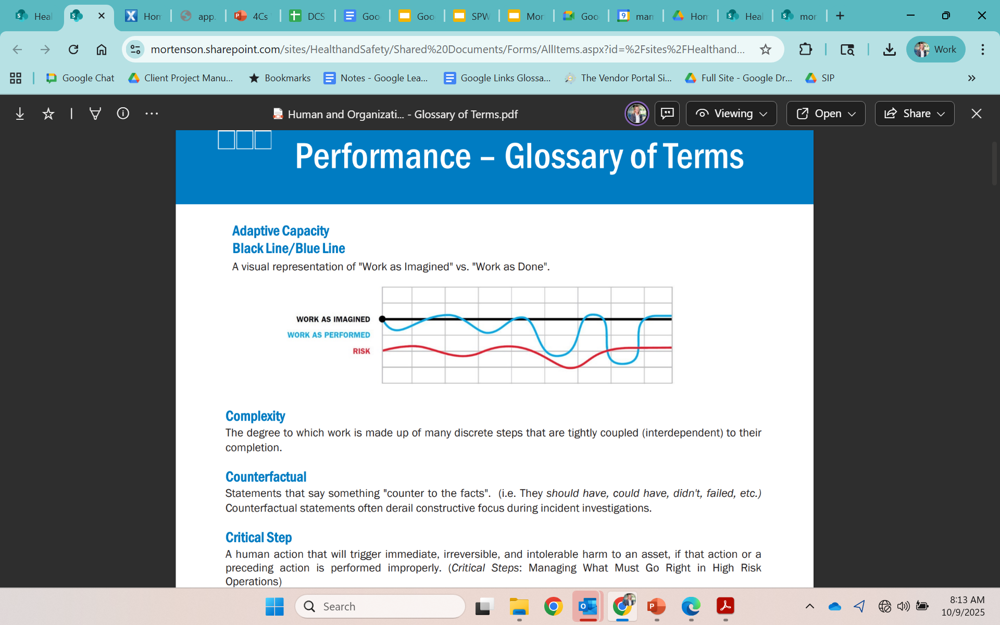 Heal
Hom
app.
4Cs
DCS
Goo
Goo
SPW
Mor
Goo
9
man
Hom
Heal
mor
mortenson.sharepoint.com/sites/HealthandSafety/Shared%20Documents/Forms/AllItems.aspx?id=%2Fsites%2FHealthand...
Work
Google Chat
Client Project Manu...
Bookmarks
Notes - Google Lea...
Google Links Glossa...
The Vendor Portal Si...
Full Site - Google Dr...
SIP
Human and Organizati... - Glossary of Terms.pdf
Viewing
Open
Share
Performance – Glossary of Terms
Adaptive Capacity
Black Line/Blue Line
A visual representation of "Work as Imagined" vs. "Work as Done".
WORK AS IMAGINED
WORK AS PERFORMED
RISK
Complexity
The degree to which work is made up of many discrete steps that are tightly coupled (interdependent) to their
completion.
Counterfactual
Statements that say something "counter to the facts". (i.e. They should have, could have, didn't, failed, etc.)
Counterfactual statements often derail constructive focus during incident investigations.
Critical Step
A human action that will trigger immediate, irreversible, and intolerable harm to an asset, if that action or a
preceding action is performed improperly. (Critical Steps: Managing What Must Go Right in High Risk
Operations)
Search
8:13 AM
10/9/2025